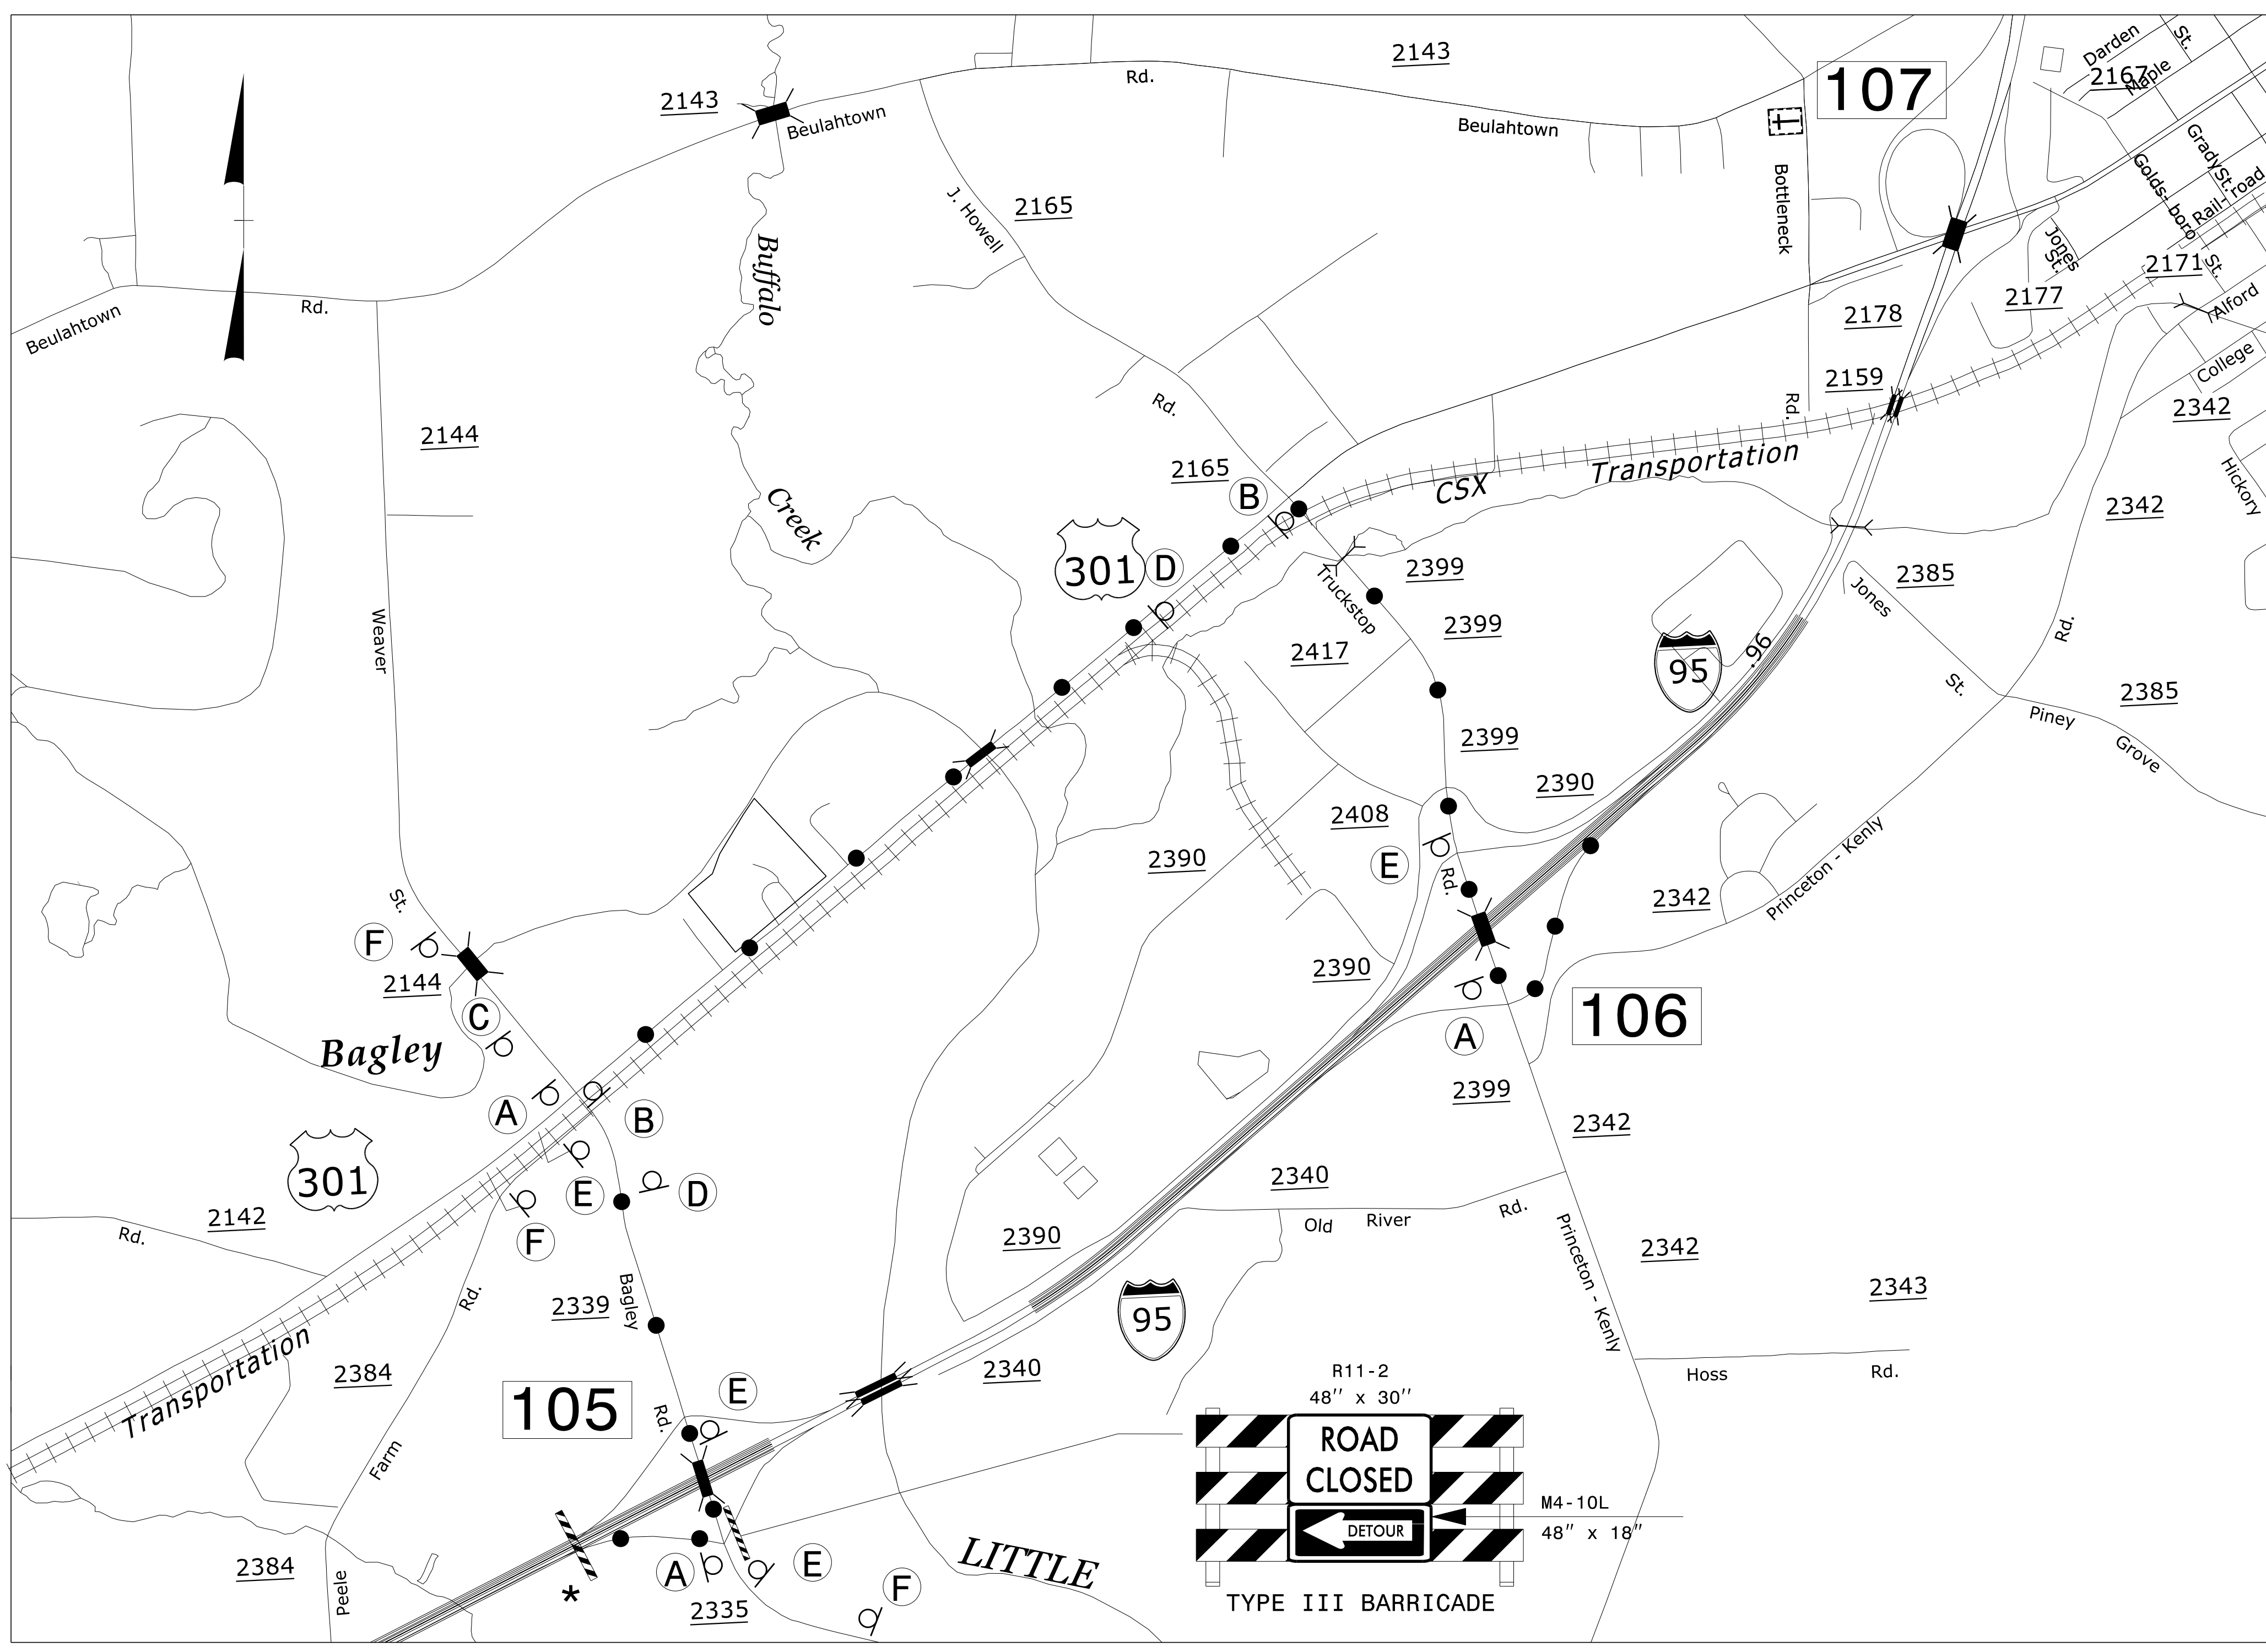 2143
Darden
St.
2143
Rd.
107
2167
Maple
Beulahtown
Beulahtown
Bottleneck
Grady St.
Golds- boro
St.
Rail- road
J. Howell
2165
Buffalo
Jones
St.
2171
2177
Alford
Beulahtown
Rd.
2178
College
2159
Rd.
Rd.
2342
2144
2165
B
CSX
Transportation
Hickory
Creek
2342
301
D
2399
Truckstop
2385
Jones
Weaver
2399
2417
Rd.
.96
95
St.
2385
Piney
Grove
2399
2390
2408
2390
E
Rd.
Princeton - Kenly
2342
St.
F
2144
2390
C
106
Bagley
A
2399
A
B
2342
301
E
D
2340
2142
Rd.
F
2390
Old
River
Rd.
Princeton - Kenly
2342
2343
Rd.
2339
Bagley
95
Transportation
2384
2340
Hoss
Rd.
105
E
Rd.
R11-2
48" x 30"
ROAD
CLOSED
Farm
M4-10L
DETOUR
48" x 18"
2384
Peele
*
A
E
LITTLE
F
2335
TYPE III BARRICADE